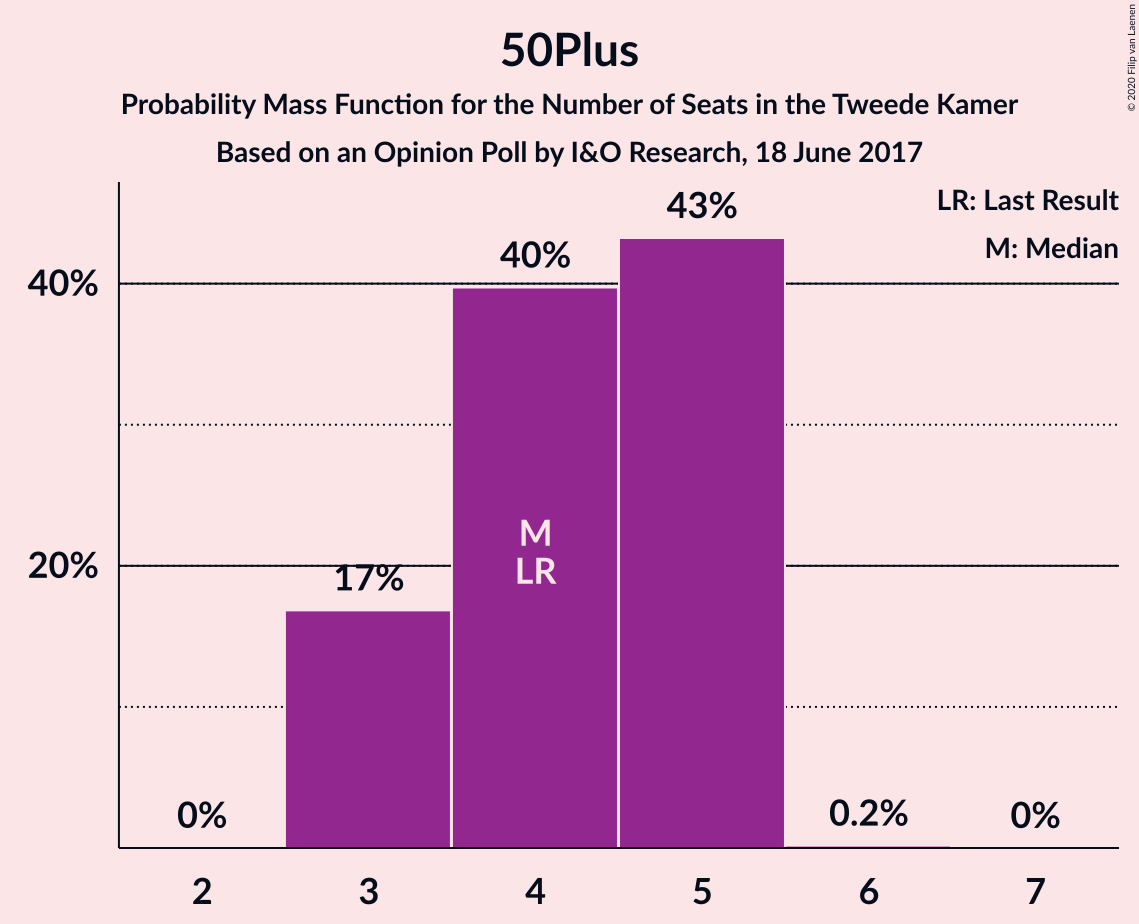 50Plus
Probability Mass Function for the Number of Seats in the Tweede Kamer
Based on an Opinion Poll by I&O Research, 18 June 2017
© 2020 Filip van Laenen
LR: Last Result
M: Median
43%
40%
40%
M
LR
20%
17%
0%
0.2%
0%
2 3 4 5 6 7